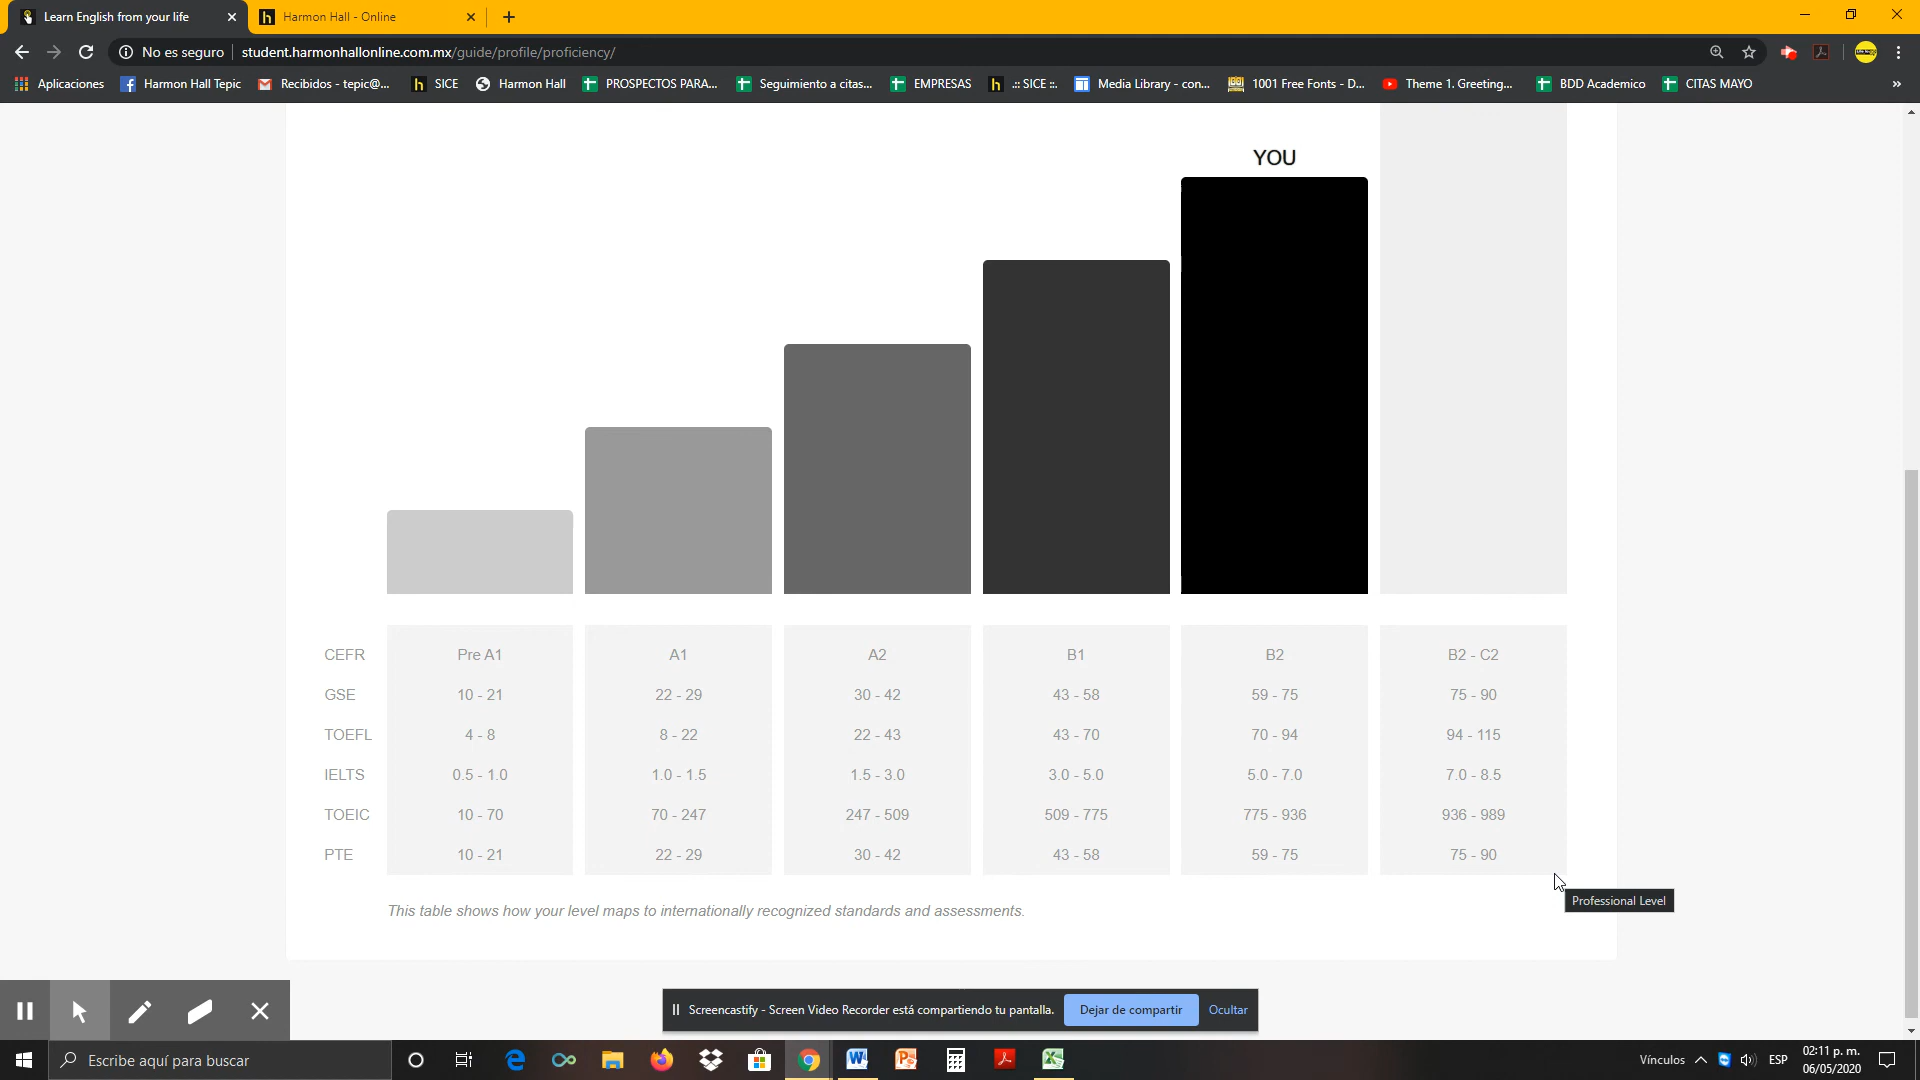 Learn English from your life
Harmon Hall - Online
No es seguro student.harmonhallonline.com.mx/guide/profile/proficiency/
Aplicaciones Harmon Hall Tepic Recibidos - tepic@... SICE Harmon Hall PROSPECTOS PARA... Seguimiento a citas... EMPRESAS .:: SICE ::. Media Library - con... 1001 Free Fonts - D... Theme 1. Greeting... BDD Academico CITAS MAYO »
YOU
CEFR Pre A1 A1 A2 B1 B2 B2 - C2
GSE 10 - 21 22 - 29 30 - 42 43 - 58 59 - 75 75 - 90
TOEFL 4 - 8 8 - 22 22 - 43 43 - 70 70 - 94 94 - 115
IELTS 0.5 - 1.0 1.0 - 1.5 1.5 - 3.0 3.0 - 5.0 5.0 - 7.0 7.0 - 8.5
TOEIC 10 - 70 70 - 247 247 - 509 509 - 775 775 - 936 936 - 989
PTE 10 - 21 22 - 29 30 - 42 43 - 58 59 - 75 75 - 90
Professional Level
This table shows how your level maps to internationally recognized standards and assessments.
Screencastify - Screen Video Recorder está compartiendo tu pantalla. Dejar de compartir Ocultar
Escribe aquí para buscar
Vínculos ESP 02:11 p. m.
06/05/2020